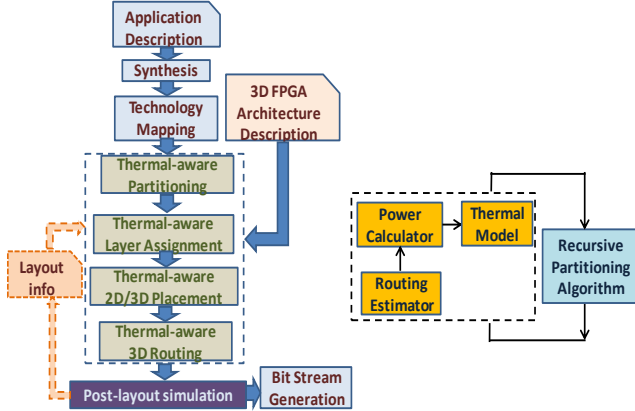 Application
Description
Synthesis
Technology
Mapping
3D FPGA
Architecture
Description
Thermal-aware
Partitioning
Thermal-aware
Layer Assignment
Thermal-aware
2D/3D Placement
Thermal-aware
3D Routing
Layout
info
Post-layout simulation
Bit Stream
Generation
Power
Calculator
Thermal
Model
Routing
Estimator
Recursive
Partitioning
Algorithm